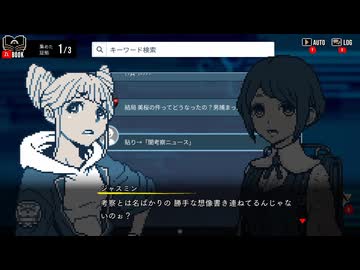 BOOK
集めた
証拠
1/3
キーワード検索
AUTO
LOG
結局 美桜の件ってどうなったの？男捕まっ
貼り→「闇考察ニュース」
ジャスミン
考察とは名ばかりの 勝手な想像書き連ねてるんじゃな
いのぉ？